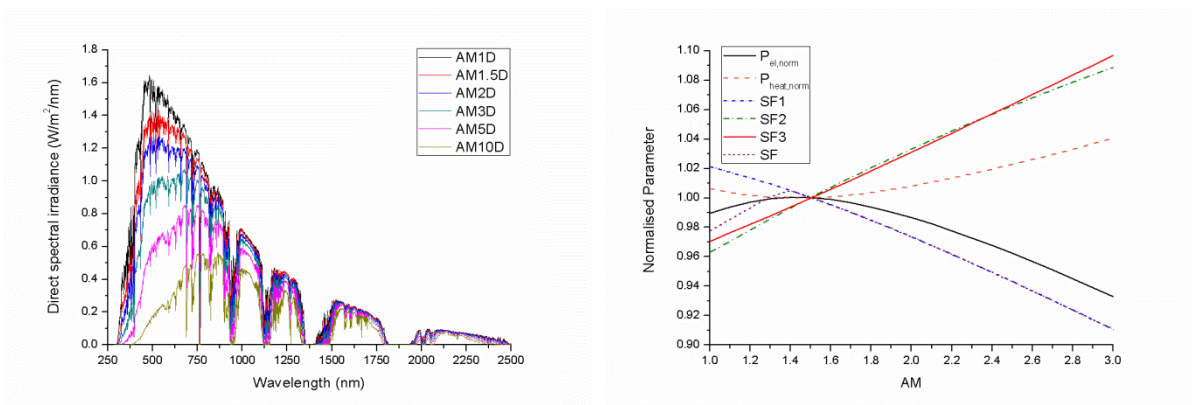 Direct spectral irradiance (W/m²/nm)
1.8
1.6
1.4
1.2
1.0
0.8
0.6
0.4
0.2
0.0
AM1D
AM1.5D
AM2D
AM3D
AM5D
AM10D
250 500 750 1000 1250 1500 1750 2000 2250 2500
Wavelength (nm)
Normalised Parameter
1.10
1.08
1.06
1.04
1.02
1.00
0.98
0.96
0.94
0.92
0.90
P el,norm
P heat,norm
SF1
SF2
SF3
SF
1.0 1.2 1.4 1.6 1.8 2.0 2.2 2.4 2.6 2.8 3.0
AM